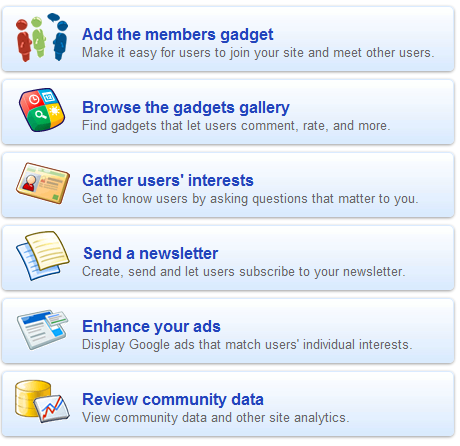 Add the members gadget
Make it easy for users to join your site and meet other users.
Browse the gadgets gallery
Find gadgets that let users comment, rate, and more.
Gather users' interests
Get to know users by asking questions that matter to you.
Send a newsletter
Create, send and let users subscribe to your newsletter.
Enhance your ads
Display Google ads that match users' individual interests.
Review community data
View community data and other site analytics.